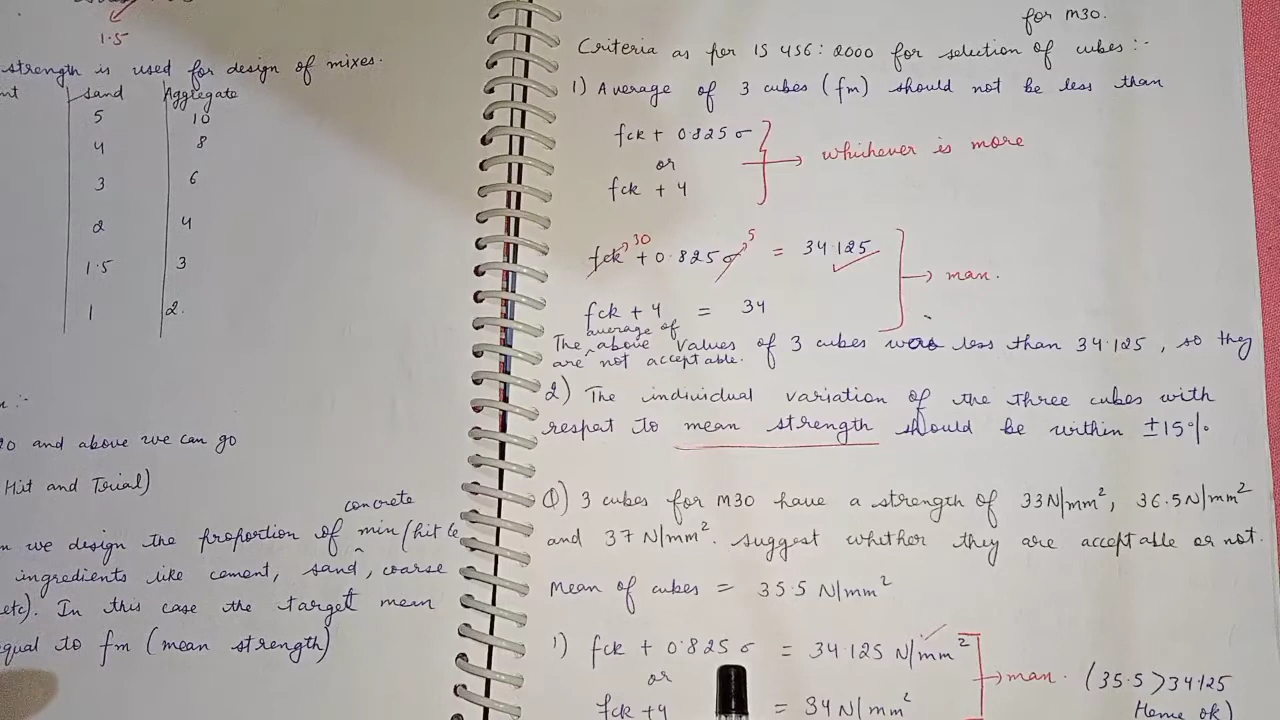 1.5
strength is used for design of mixes.
nt Sand Aggregate
5 10
4 8
3 6
2 4
1.5 3
1 2.
n :-
20 and above we can go
Hit and Trial)
concrete
n we design the proportion of min (hit &
ingredients like cement, sand, coarse
etc). In this case the target mean
equal to fm (mean strength)
for M30.
Criteria as per IS 456 : 2000 for selection of cubes :-
1) Average of 3 cubes (fm) should not be less than
fck + 0.825 σ
or
fck + 4
→ whichever is more
30 5
fck + 0.825 σ = 34.125
→ man.
fck + 4 = 34
average of
The above values of 3 cubes were less than 34.125, so they
are not acceptable.
2) The individual variation of the three cubes with
respect to mean strength should be within ±15%.
Q) 3 cubes for M30 have a strength of 33N/mm², 36.5N/mm²
and 37 N/mm². Suggest whether they are acceptable or not.
Mean of cubes = 35.5 N/mm²
1) fck + 0.825 σ = 34.125 N/mm²
or → man. (35.5 > 34.125
fck +4 = 34 N/mm² Hence ok)